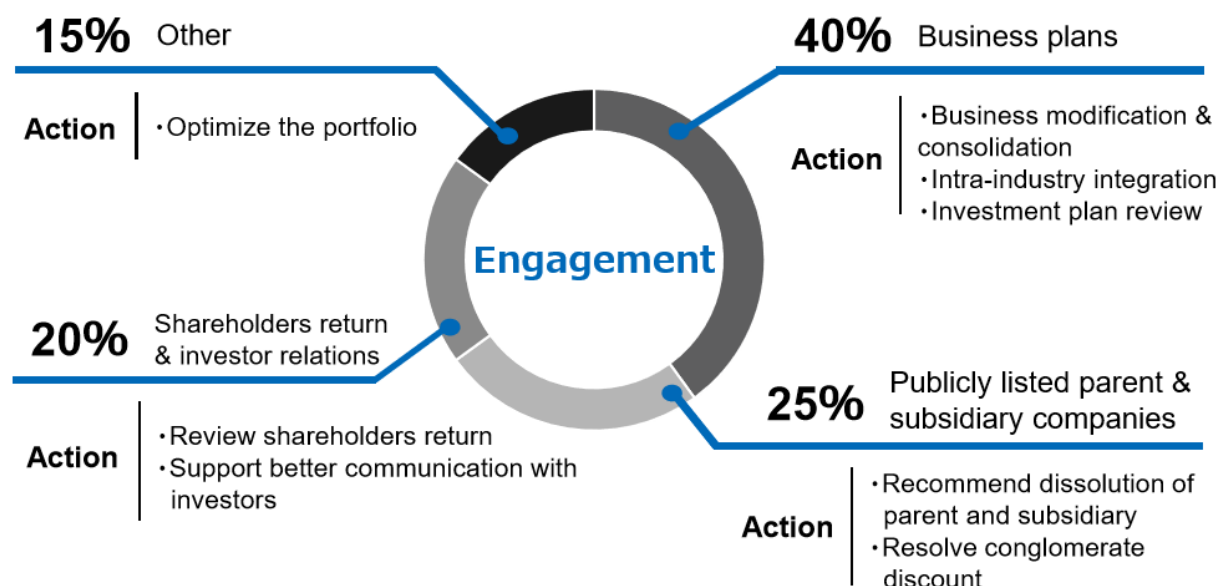 15% Other
Action
・Optimize the portfolio
40% Business plans
Action
・Business modification &
consolidation
・Intra-industry integration
・Investment plan review
Engagement
20% Shareholders return
& investor relations
Action
・Review shareholders return
・Support better communication with
investors
25% Publicly listed parent &
subsidiary companies
Action
・Recommend dissolution of
parent and subsidiary
・Resolve conglomerate
discount